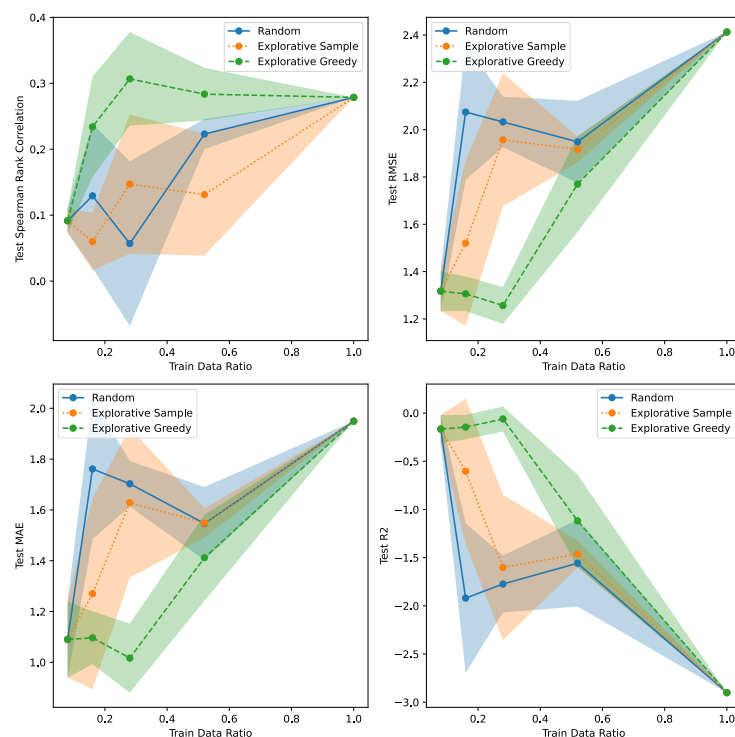 0.4
0.3
0.2
0.1
0.0
Test Spearman Rank Correlation
Random
Explorative Sample
Explorative Greedy
0.2 0.4 0.6 0.8 1.0
Train Data Ratio
2.4
2.2
2.0
1.8
1.6
1.4
1.2
Test RMSE
Random
Explorative Sample
Explorative Greedy
0.2 0.4 0.6 0.8 1.0
Train Data Ratio
2.0
1.8
1.6
1.4
1.2
1.0
Test MAE
Random
Explorative Sample
Explorative Greedy
0.2 0.4 0.6 0.8 1.0
Train Data Ratio
0.0
−0.5
−1.0
−1.5
−2.0
−2.5
−3.0
Test R2
Random
Explorative Sample
Explorative Greedy
0.2 0.4 0.6 0.8 1.0
Train Data Ratio